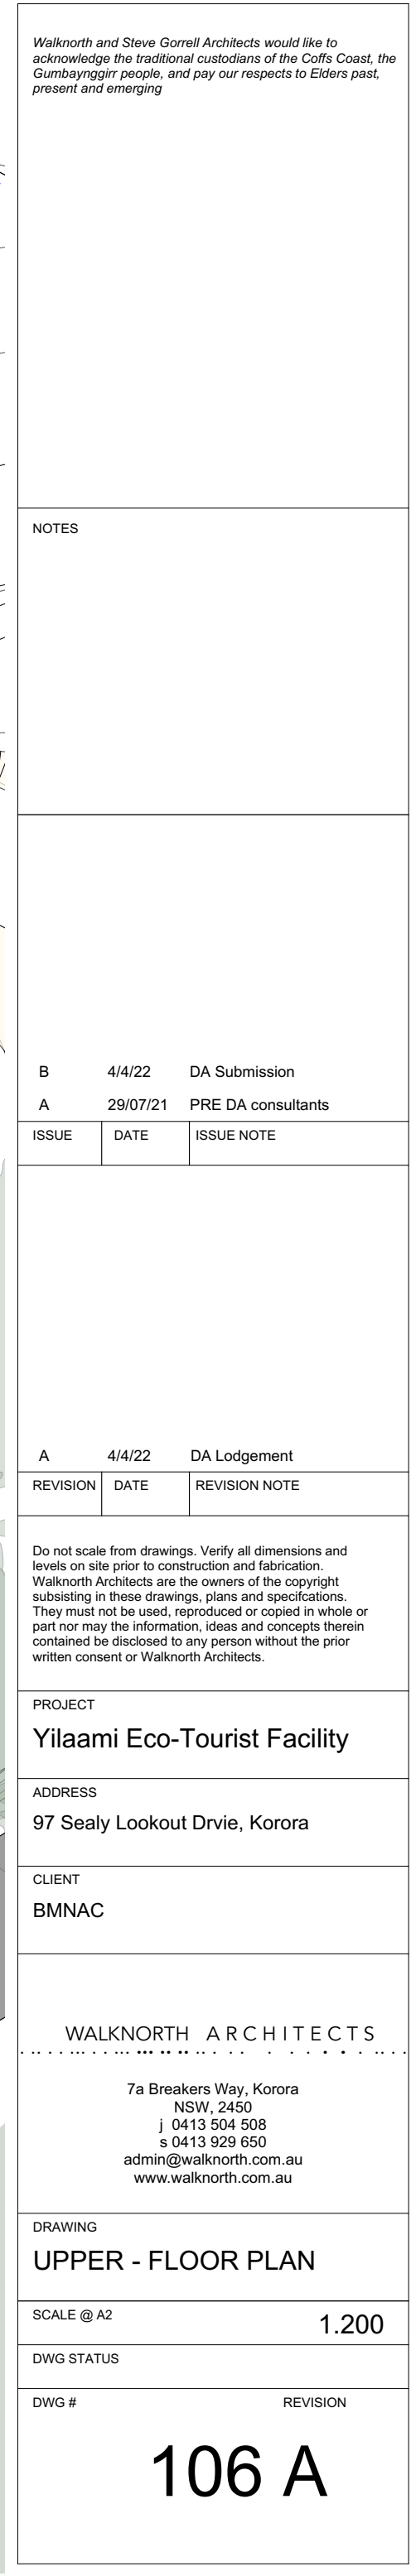 Walknorth and Steve Gorrell Architects would like to
acknowledge the traditional custodians of the Coffs Coast, the
Gumbaynggirr people, and pay our respects to Elders past,
present and emerging
NOTES
B 4/4/22 DA Submission
A 29/07/21 PRE DA consultants
ISSUE DATE ISSUE NOTE
A 4/4/22 DA Lodgement
REVISION DATE REVISION NOTE
Do not scale from drawings. Verify all dimensions and
levels on site prior to construction and fabrication.
Walknorth Architects are the owners of the copyright
subsisting in these drawings, plans and specifcations.
They must not be used, reproduced or copied in whole or
part nor may the information, ideas and concepts therein
contained be disclosed to any person without the prior
written consent or Walknorth Architects.
PROJECT
Yilaami Eco-Tourist Facility
ADDRESS
97 Sealy Lookout Drvie, Korora
CLIENT
BMNAC
WALKNORTH ARCHITECTS
7a Breakers Way, Korora
NSW, 2450
j 0413 504 508
s 0413 929 650
admin@walknorth.com.au
www.walknorth.com.au
DRAWING
UPPER - FLOOR PLAN
SCALE @ A2 1.200
DWG STATUS
DWG # REVISION
106 A